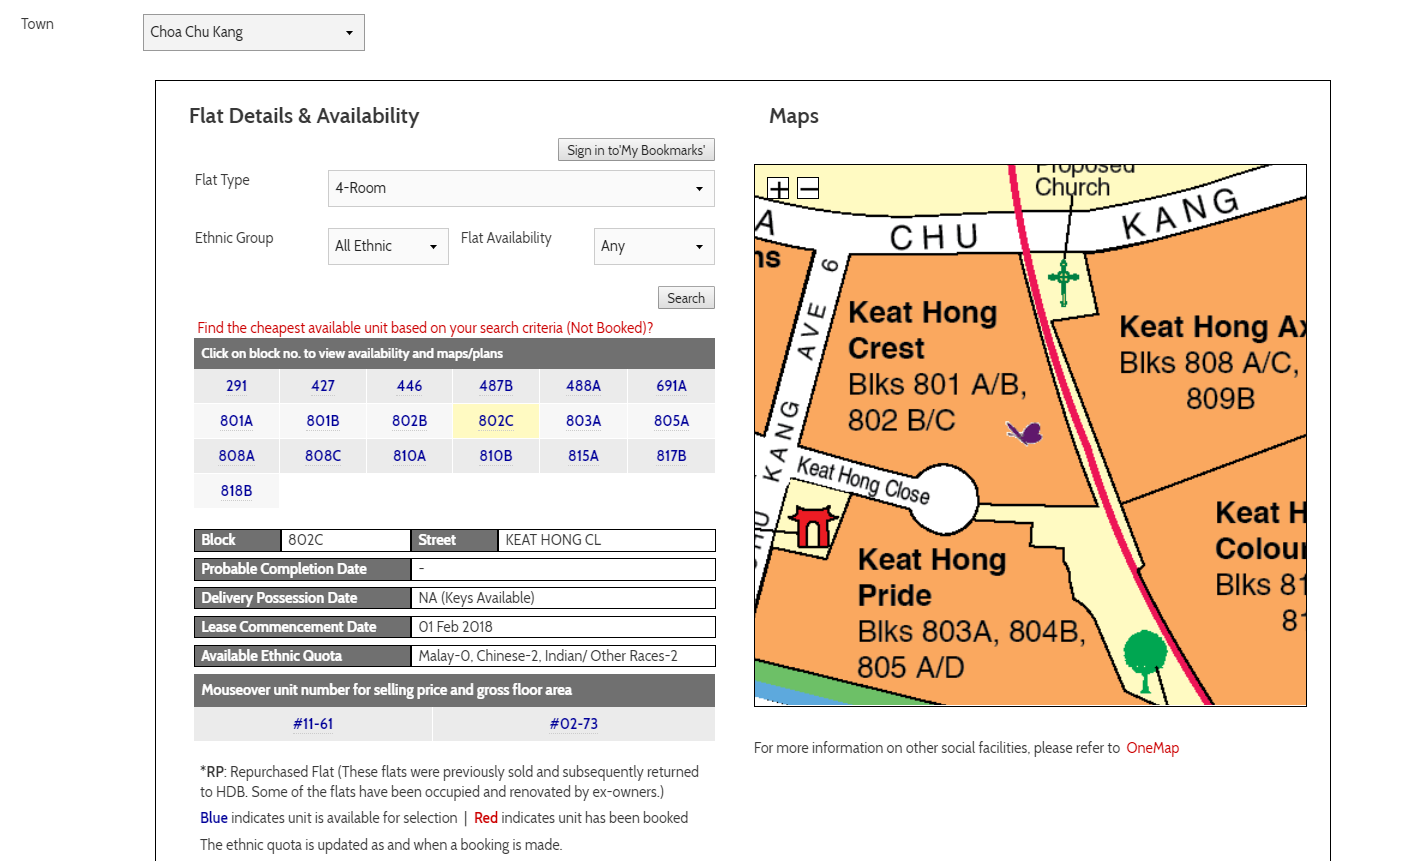 Town
Choa Chu Kang
Flat Details & Availability
Sign in to'My Bookmarks'
Flat Type
4-Room
Ethnic Group
All Ethnic
Flat Availability
Any
Search
Find the cheapest available unit based on your search criteria (Not Booked)?
Click on block no. to view availability and maps/plans
291 427 446 487B 488A 691A
801A 801B 802B 802C 803A 805A
808A 808C 810A 810B 815A 817B
818B
Block 802C Street KEAT HONG CL
Probable Completion Date -
Delivery Possession Date NA (Keys Available)
Lease Commencement Date 01 Feb 2018
Available Ethnic Quota Malay-0, Chinese-2, Indian/ Other Races-2
Mouseover unit number for selling price and gross floor area
#11-61 #02-73
*RP: Repurchased Flat (These flats were previously sold and subsequently returned
to HDB. Some of the flats have been occupied and renovated by ex-owners.)
Blue indicates unit is available for selection | Red indicates unit has been booked
The ethnic quota is updated as and when a booking is made.
Maps
Proposed
Church
A CHU KANG
ns
HU KANG AVE 6
Keat Hong
Crest
Blks 801 A/B,
802 B/C
Keat Hong Ax
Blks 808 A/C,
809B
Keat Hong Close
Keat Hong
Pride
Blks 803A, 804B,
805 A/D
Keat H
Colour
Blks 81
81
For more information on other social facilities, please refer to OneMap